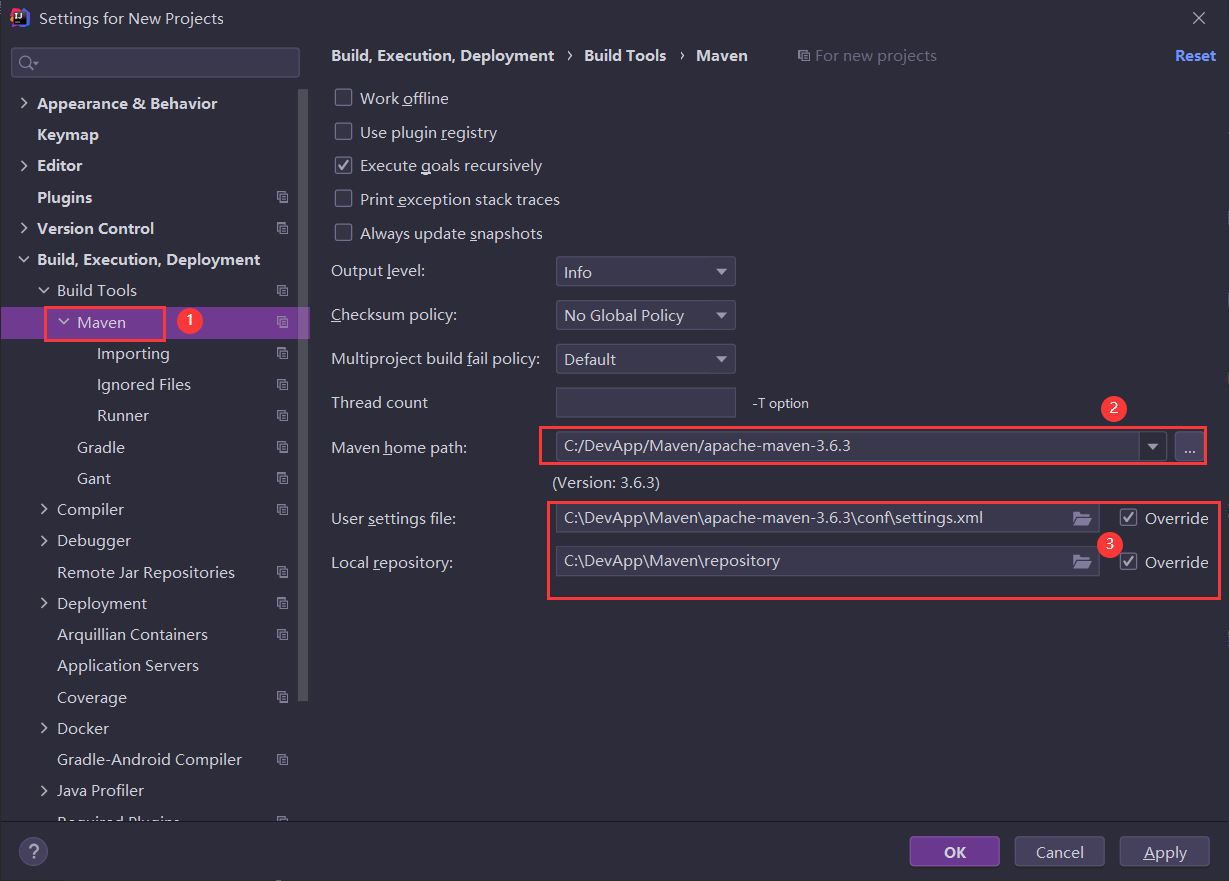 Settings for New Projects
Build, Execution, Deployment › Build Tools › Maven For new projects Reset
Appearance & Behavior
Keymap
Editor
Plugins
Version Control
Build, Execution, Deployment
Build Tools
Maven 1
Importing
Ignored Files
Runner
Gradle
Gant
Compiler
Debugger
Remote Jar Repositories
Deployment
Arquillian Containers
Application Servers
Coverage
Docker
Gradle-Android Compiler
Java Profiler
Required Plugins
Work offline
Use plugin registry
Execute goals recursively
Print exception stack traces
Always update snapshots
Output level: Info
Checksum policy: No Global Policy
Multiproject build fail policy: Default
Thread count -T option
2
Maven home path: C:/DevApp/Maven/apache-maven-3.6.3 ...
(Version: 3.6.3)
User settings file: C:\DevApp\Maven\apache-maven-3.6.3\conf\settings.xml Override
3
Local repository: C:\DevApp\Maven\repository Override
? OK Cancel Apply